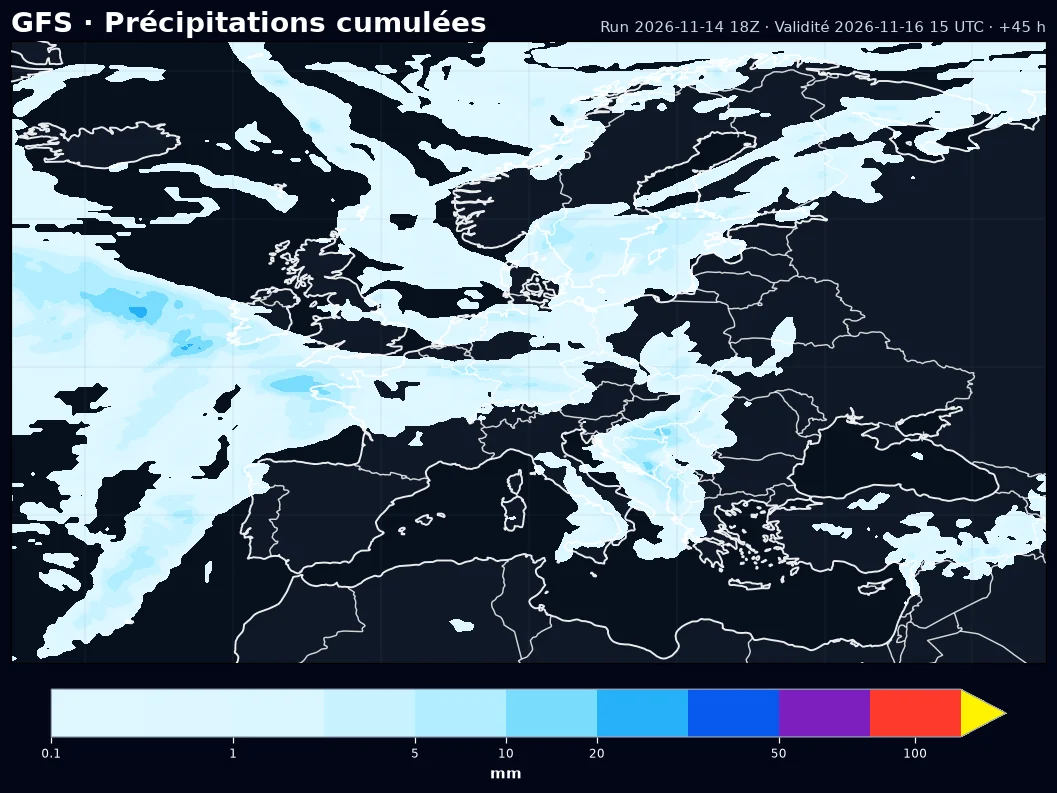 GFS · Précipitations cumulées
Run 2026-11-14 18Z · Validité 2026-11-16 15 UTC · +45 h
0.1 1 5 10 20 50 100
mm